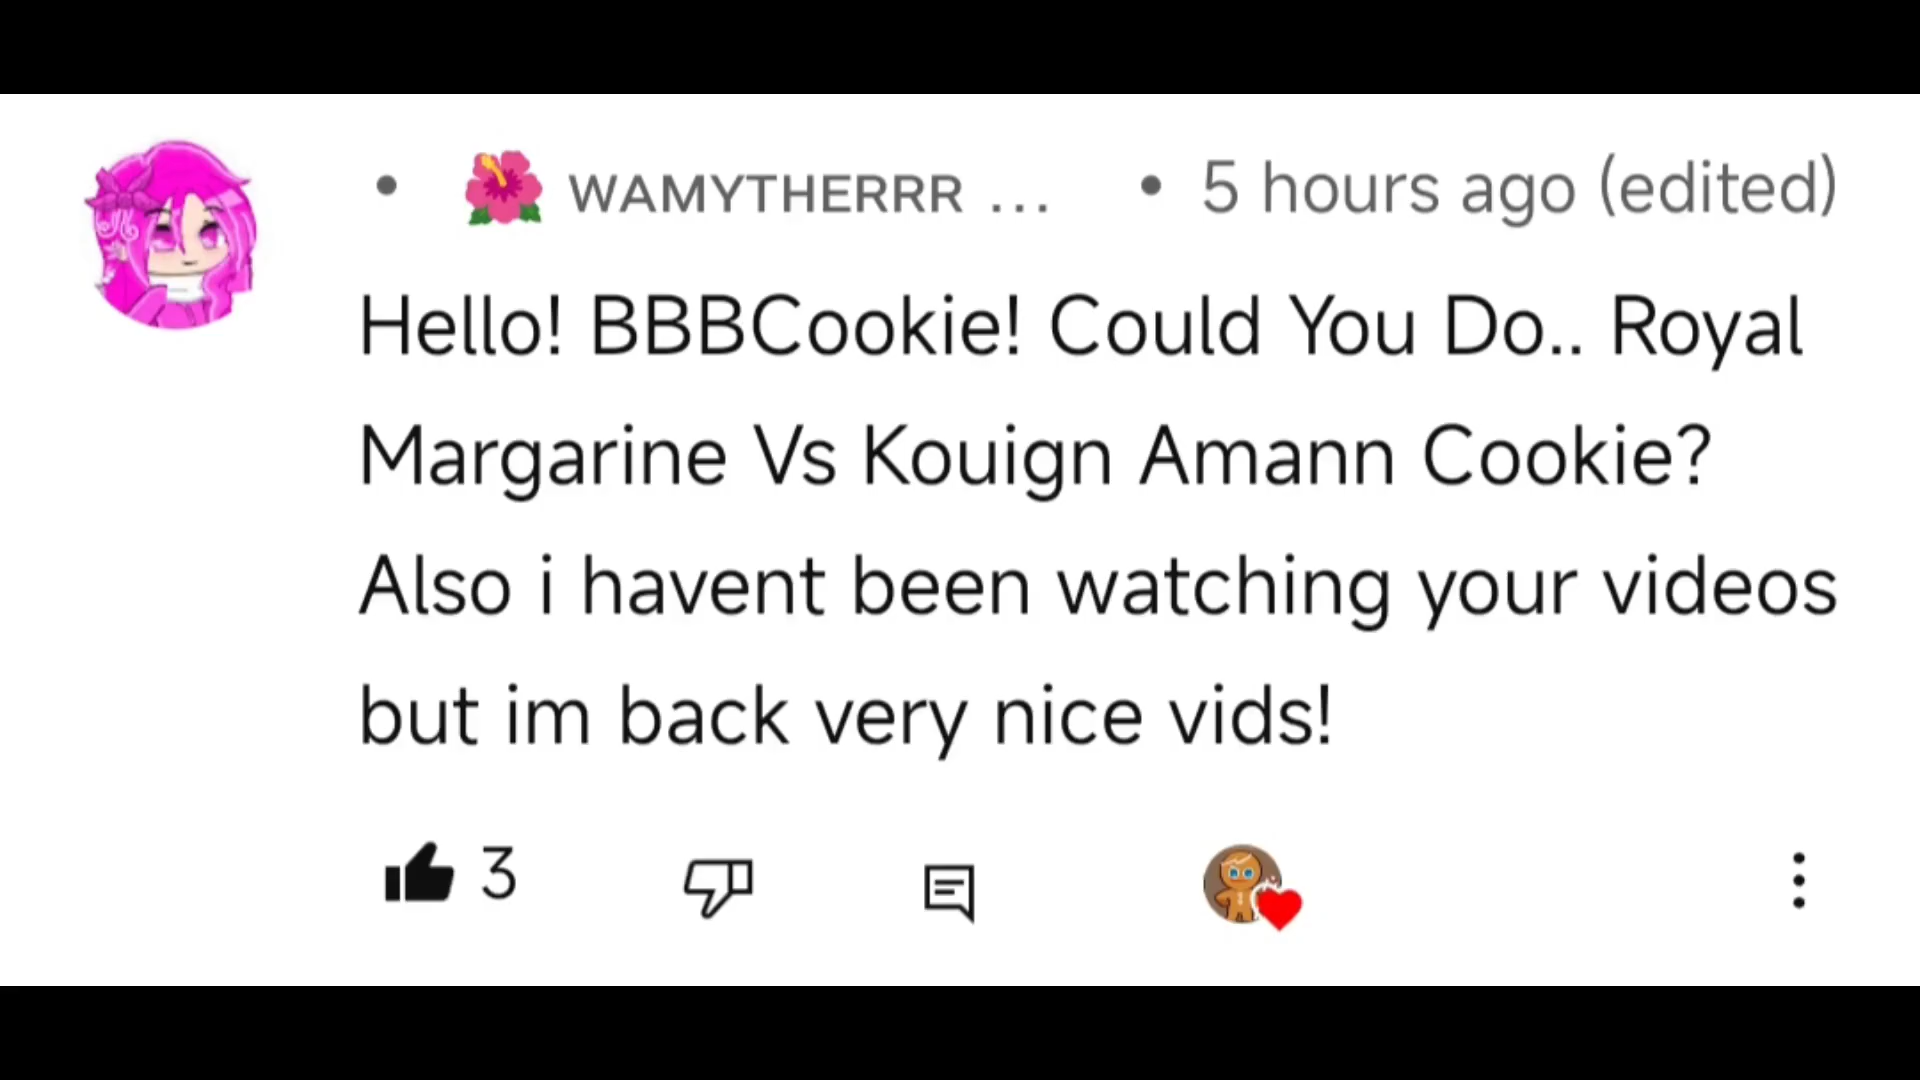 • 🌺 WAMYTHERRR ... • 5 hours ago (edited)
Hello! BBBCookie! Could You Do.. Royal
Margarine Vs Kouign Amann Cookie?
Also i havent been watching your videos
but im back very nice vids!
3